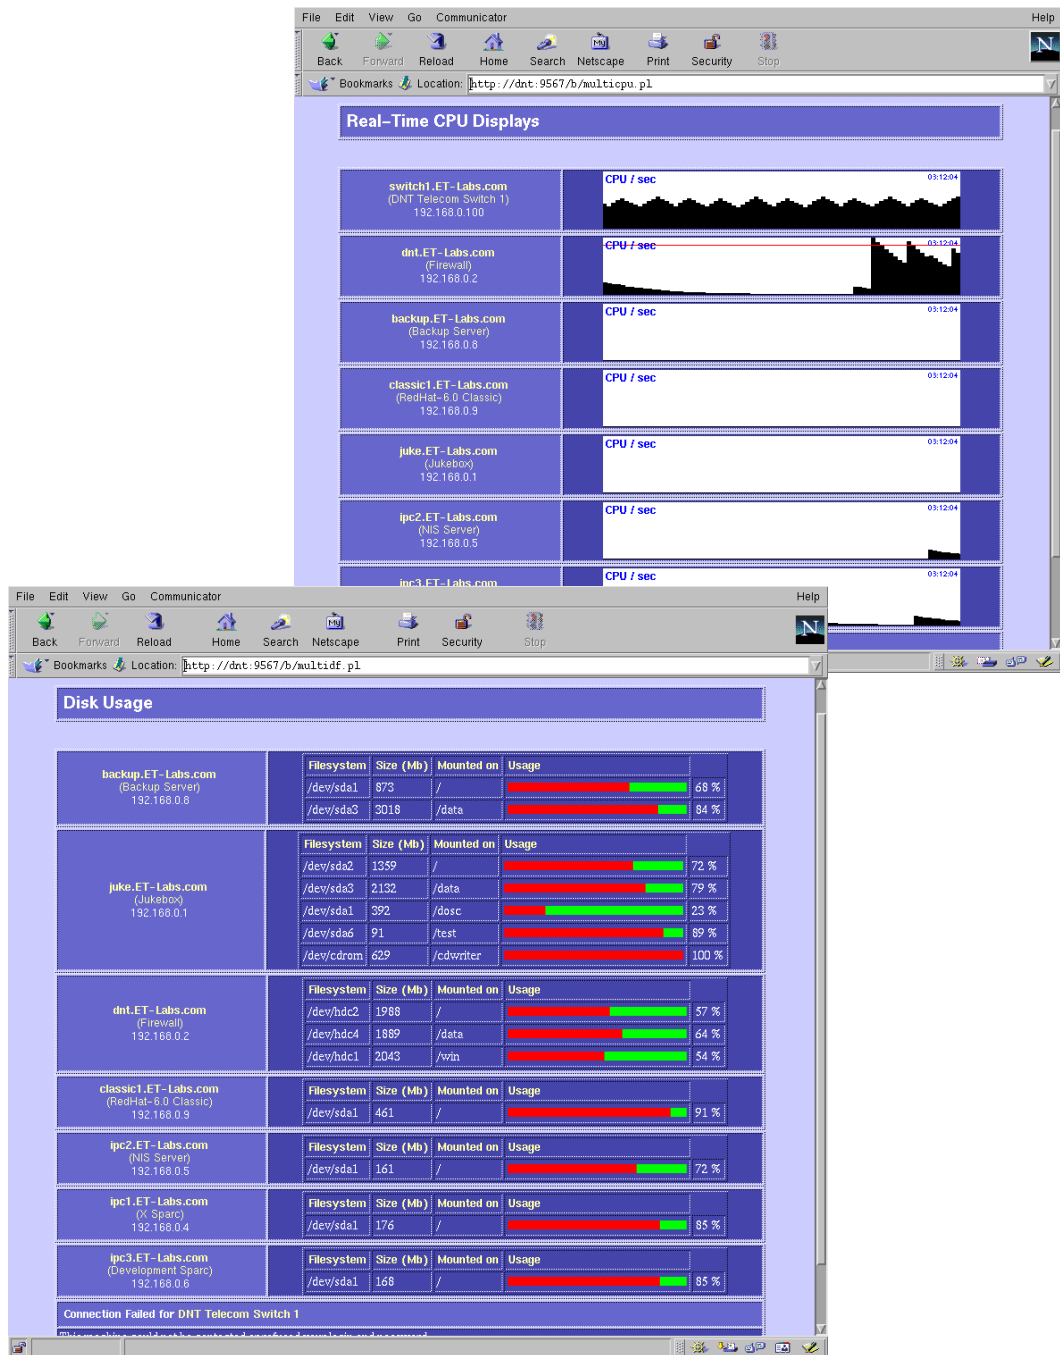 File Edit View Go Communicator Help
Back Forward Reload Home Search Netscape Print Security Stop
Bookmarks Location: http://dnt:9567/b/multicpu.pl
Real-Time CPU Displays
switch1.ET-Labs.com
(DNT Telecom Switch 1)
192.168.0.100
CPU / sec 03:12:04
dnt.ET-Labs.com
(Firewall)
192.168.0.2
CPU / sec 03:12:04
backup.ET-Labs.com
(Backup Server)
192.168.0.8
CPU / sec 03:12:04
classic1.ET-Labs.com
(RedHat-6.0 Classic)
192.168.0.9
CPU / sec 03:12:04
juke.ET-Labs.com
(Jukebox)
192.168.0.1
CPU / sec 03:12:04
ipc2.ET-Labs.com
(NIS Server)
192.168.0.5
CPU / sec 03:12:04
ipc3.ET-Labs.com
CPU / sec 03:12:04
File Edit View Go Communicator Help
Back Forward Reload Home Search Netscape Print Security Stop
Bookmarks Location: http://dnt:9567/b/multidf.pl
Disk Usage
backup.ET-Labs.com
(Backup Server)
192.168.0.8
Filesystem Size (Mb) Mounted on Usage
/dev/sda1 873 / 68 %
/dev/sda3 3018 /data 84 %
juke.ET-Labs.com
(Jukebox)
192.168.0.1
Filesystem Size (Mb) Mounted on Usage
/dev/sda2 1359 / 72 %
/dev/sda3 2132 /data 79 %
/dev/sda1 392 /dosc 23 %
/dev/sda6 91 /test 89 %
/dev/cdrom 629 /cdwriter 100 %
dnt.ET-Labs.com
(Firewall)
192.168.0.2
Filesystem Size (Mb) Mounted on Usage
/dev/hdc2 1988 / 57 %
/dev/hdc4 1889 /data 64 %
/dev/hdc1 2043 /win 54 %
classic1.ET-Labs.com
(RedHat-6.0 Classic)
192.168.0.9
Filesystem Size (Mb) Mounted on Usage
/dev/sda1 461 / 91 %
ipc2.ET-Labs.com
(NIS Server)
192.168.0.5
Filesystem Size (Mb) Mounted on Usage
/dev/sda1 161 / 72 %
ipc1.ET-Labs.com
(X Sparc)
192.168.0.4
Filesystem Size (Mb) Mounted on Usage
/dev/sda1 176 / 85 %
ipc3.ET-Labs.com
(Development Sparc)
192.168.0.6
Filesystem Size (Mb) Mounted on Usage
/dev/sda1 168 / 85 %
Connection Failed for DNT Telecom Switch 1